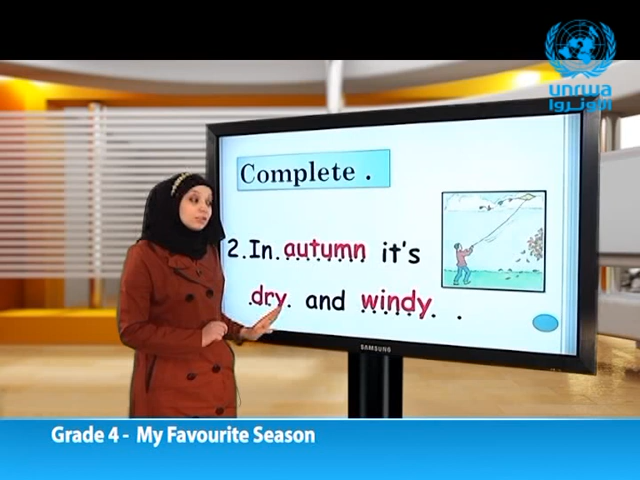 unrwa
الأونروا
Complete .
2. In autumn it's
dry and windy .
SAMSUNG
Grade 4 - My Favourite Season